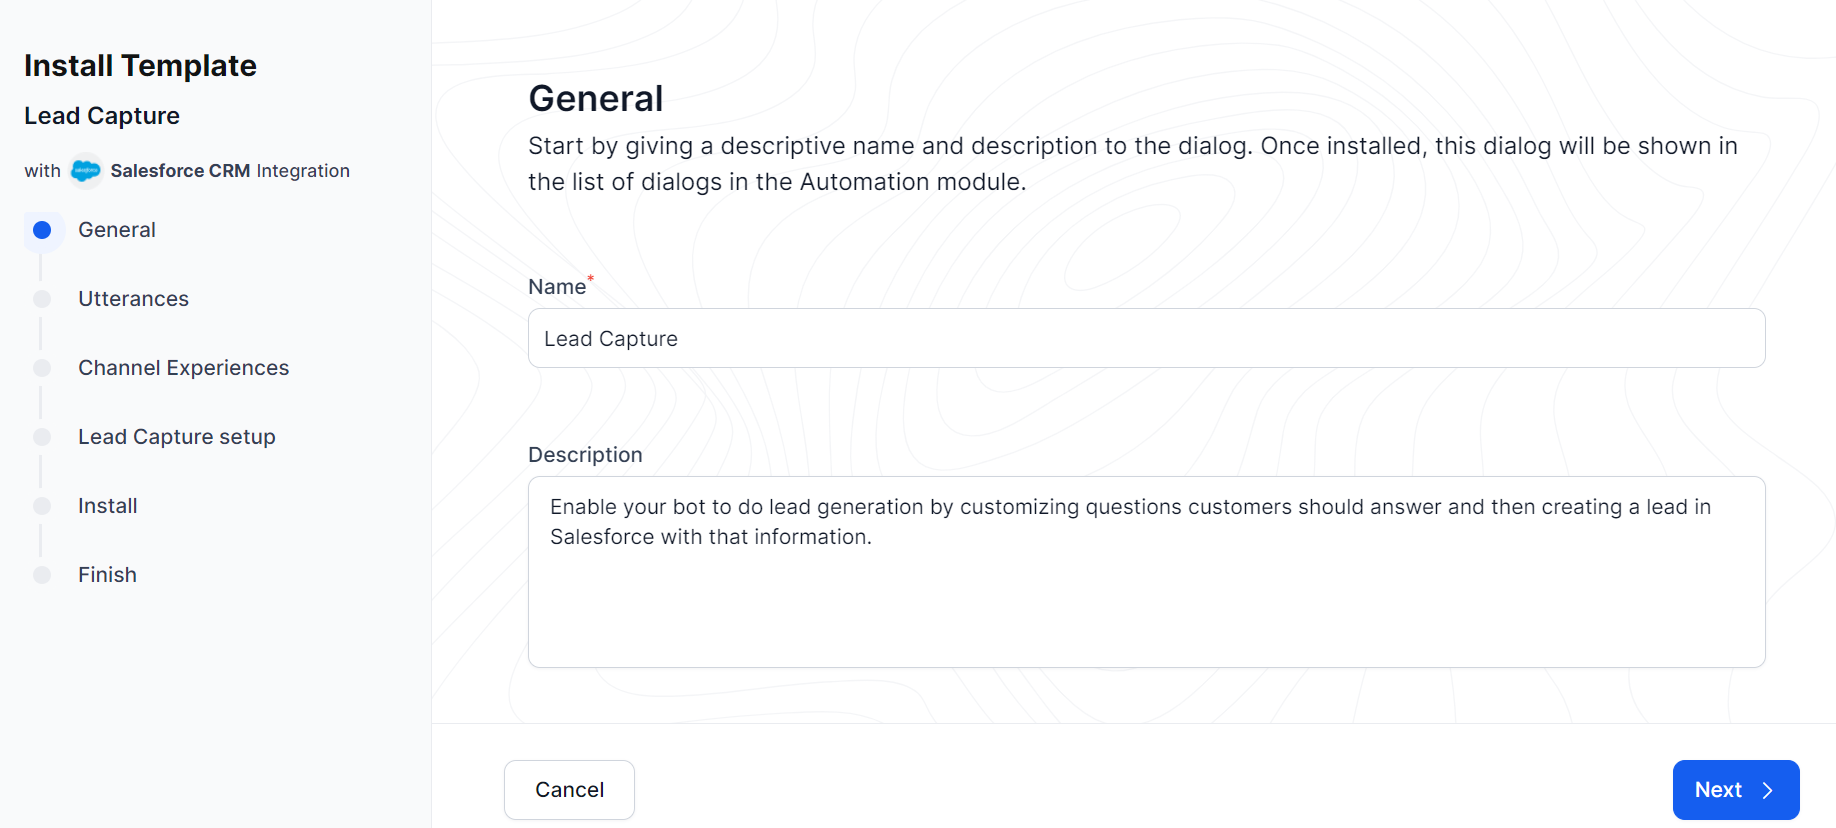 Install Template
Lead Capture
with salesforce Salesforce CRM Integration
General
Utterances
Channel Experiences
Lead Capture setup
Install
Finish
General
Start by giving a descriptive name and description to the dialog. Once installed, this dialog will be shown in
the list of dialogs in the Automation module.
Name*
Lead Capture
Description
Enable your bot to do lead generation by customizing questions customers should answer and then creating a lead in
Salesforce with that information.
Cancel
Next